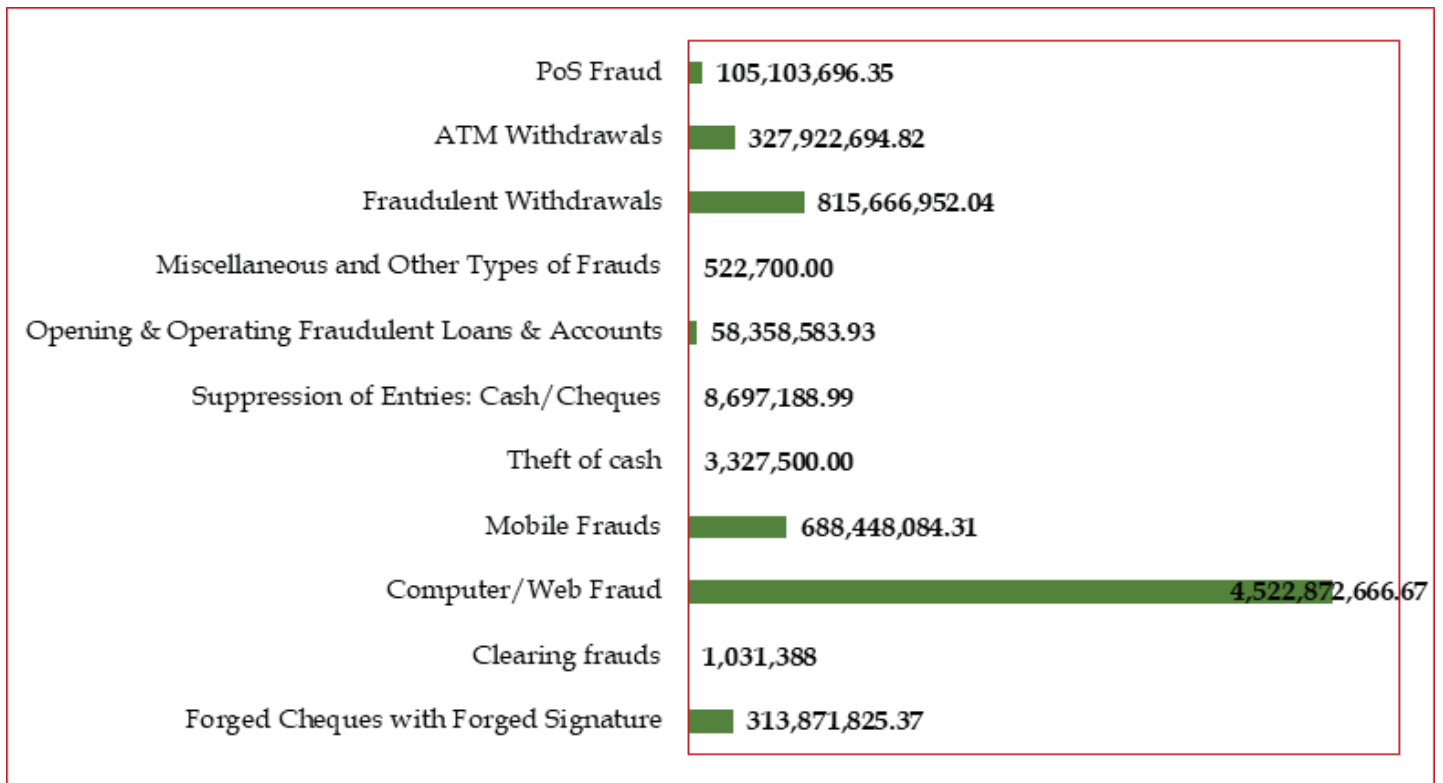 PoS Fraud 105,103,696.35
ATM Withdrawals 327,922,694.82
Fraudulent Withdrawals 815,666,952.04
Miscellaneous and Other Types of Frauds 522,700.00
Opening & Operating Fraudulent Loans & Accounts 58,358,583.93
Suppression of Entries: Cash/Cheques 8,697,188.99
Theft of cash 3,327,500.00
Mobile Frauds 688,448,084.31
Computer/Web Fraud 4,522,872,666.67
Clearing frauds 1,031,388
Forged Cheques with Forged Signature 313,871,825.37